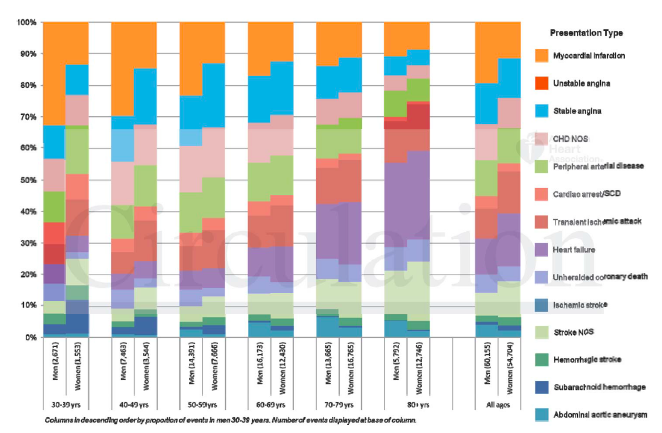 100%
90%
80%
70%
60%
50%
40%
30%
20%
10%
0%
Men (2,671)
Women (1,553)
Men (7,463)
Women (3,544)
Men (14,391)
Women (7,666)
Men (16,173)
Women (12,430)
Men (13,665)
Women (16,765)
Men (5,792)
Women (12,746)
Men (60,155)
Women (54,704)
30-39 yrs
40-49 yrs
50-59 yrs
60-69 yrs
70-79 yrs
80+ yrs
All ages
Presentation Type
Myocardial infarction
Unstable angina
Stable angina
CHD NOS
Peripheral arterial disease
Cardiac arrest/SCD
Transient ischemic attack
Heart failure
Unheralded coronary death
Ischemic stroke
Stroke NOS
Hemorrhagic stroke
Subarachnoid hemorrhage
Abdominal aortic aneurysm
Heart
Circulation
Columns in descending order by proportion of events in men 30-39 years. Number of events displayed at base of column.